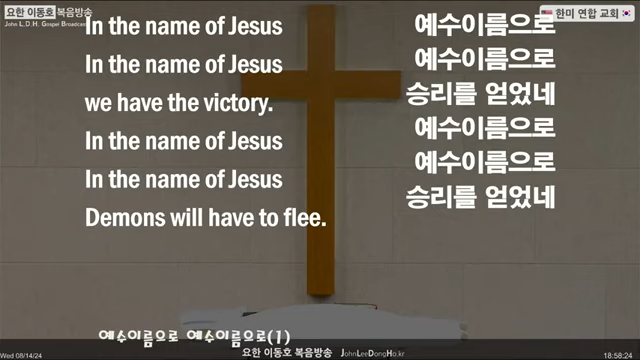 요한 이동호 복음방송
John L.D.H. Gospel Broadcast
한미 연합 교회
In the name of Jesus
In the name of Jesus
we have the victory.
In the name of Jesus
In the name of Jesus
Demons will have to flee.
예수이름으로
예수이름으로
승리를 얻었네
예수이름으로
예수이름으로
승리를 얻었네
예수이름으로 예수이름으로(1)
Wed 08/14/24
요한 이동호 복음방송 JohnLeeDongHo.kr
18:58:24